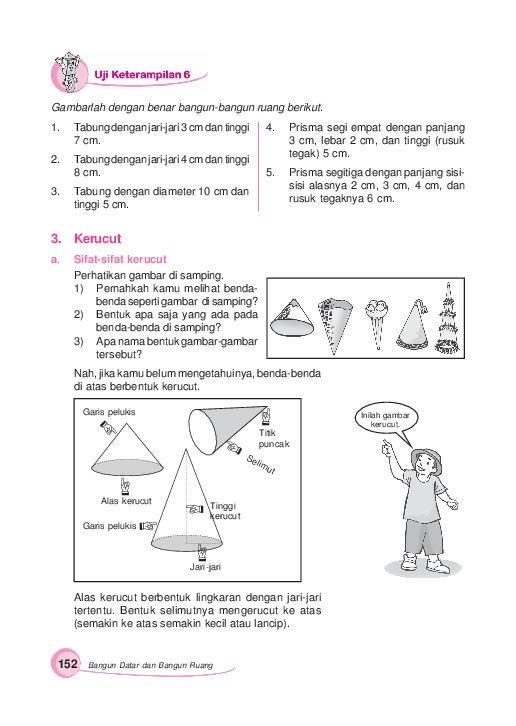 Uji Keterampilan 6
Gambarlah dengan benar bangun-bangun ruang berikut.
1. Tabung dengan jari-jari 3 cm dan tinggi
7 cm.
2. Tabung dengan jari-jari 4 cm dan tinggi
8 cm.
3. Tabung dengan diameter 10 cm dan
tinggi 5 cm.
4. Prisma segi empat dengan panjang
3 cm, lebar 2 cm, dan tinggi (rusuk
tegak) 5 cm.
5. Prisma segitiga dengan panjang sisi-
sisi alasnya 2 cm, 3 cm, 4 cm, dan
rusuk tegaknya 6 cm.
3. Kerucut
a. Sifat-sifat kerucut
Perhatikan gambar di samping.
1) Pernahkah kamu melihat benda-
benda seperti gambar di samping?
2) Bentuk apa saja yang ada pada
benda-benda di samping?
3) Apa nama bentuk gambar-gambar
tersebut?
Nah, jika kamu belum mengetahuinya, benda-benda
di atas berbentuk kerucut.
Garis pelukis
Titik
puncak
Selimut
Alas kerucut
Tinggi
kerucut
Garis pelukis
Jari-jari
Inilah gambar
kerucut.
Alas kerucut berbentuk lingkaran dengan jari-jari
tertentu. Bentuk selimutnya mengerucut ke atas
(semakin ke atas semakin kecil atau lancip).
152 Bangun Datar dan Bangun Ruang